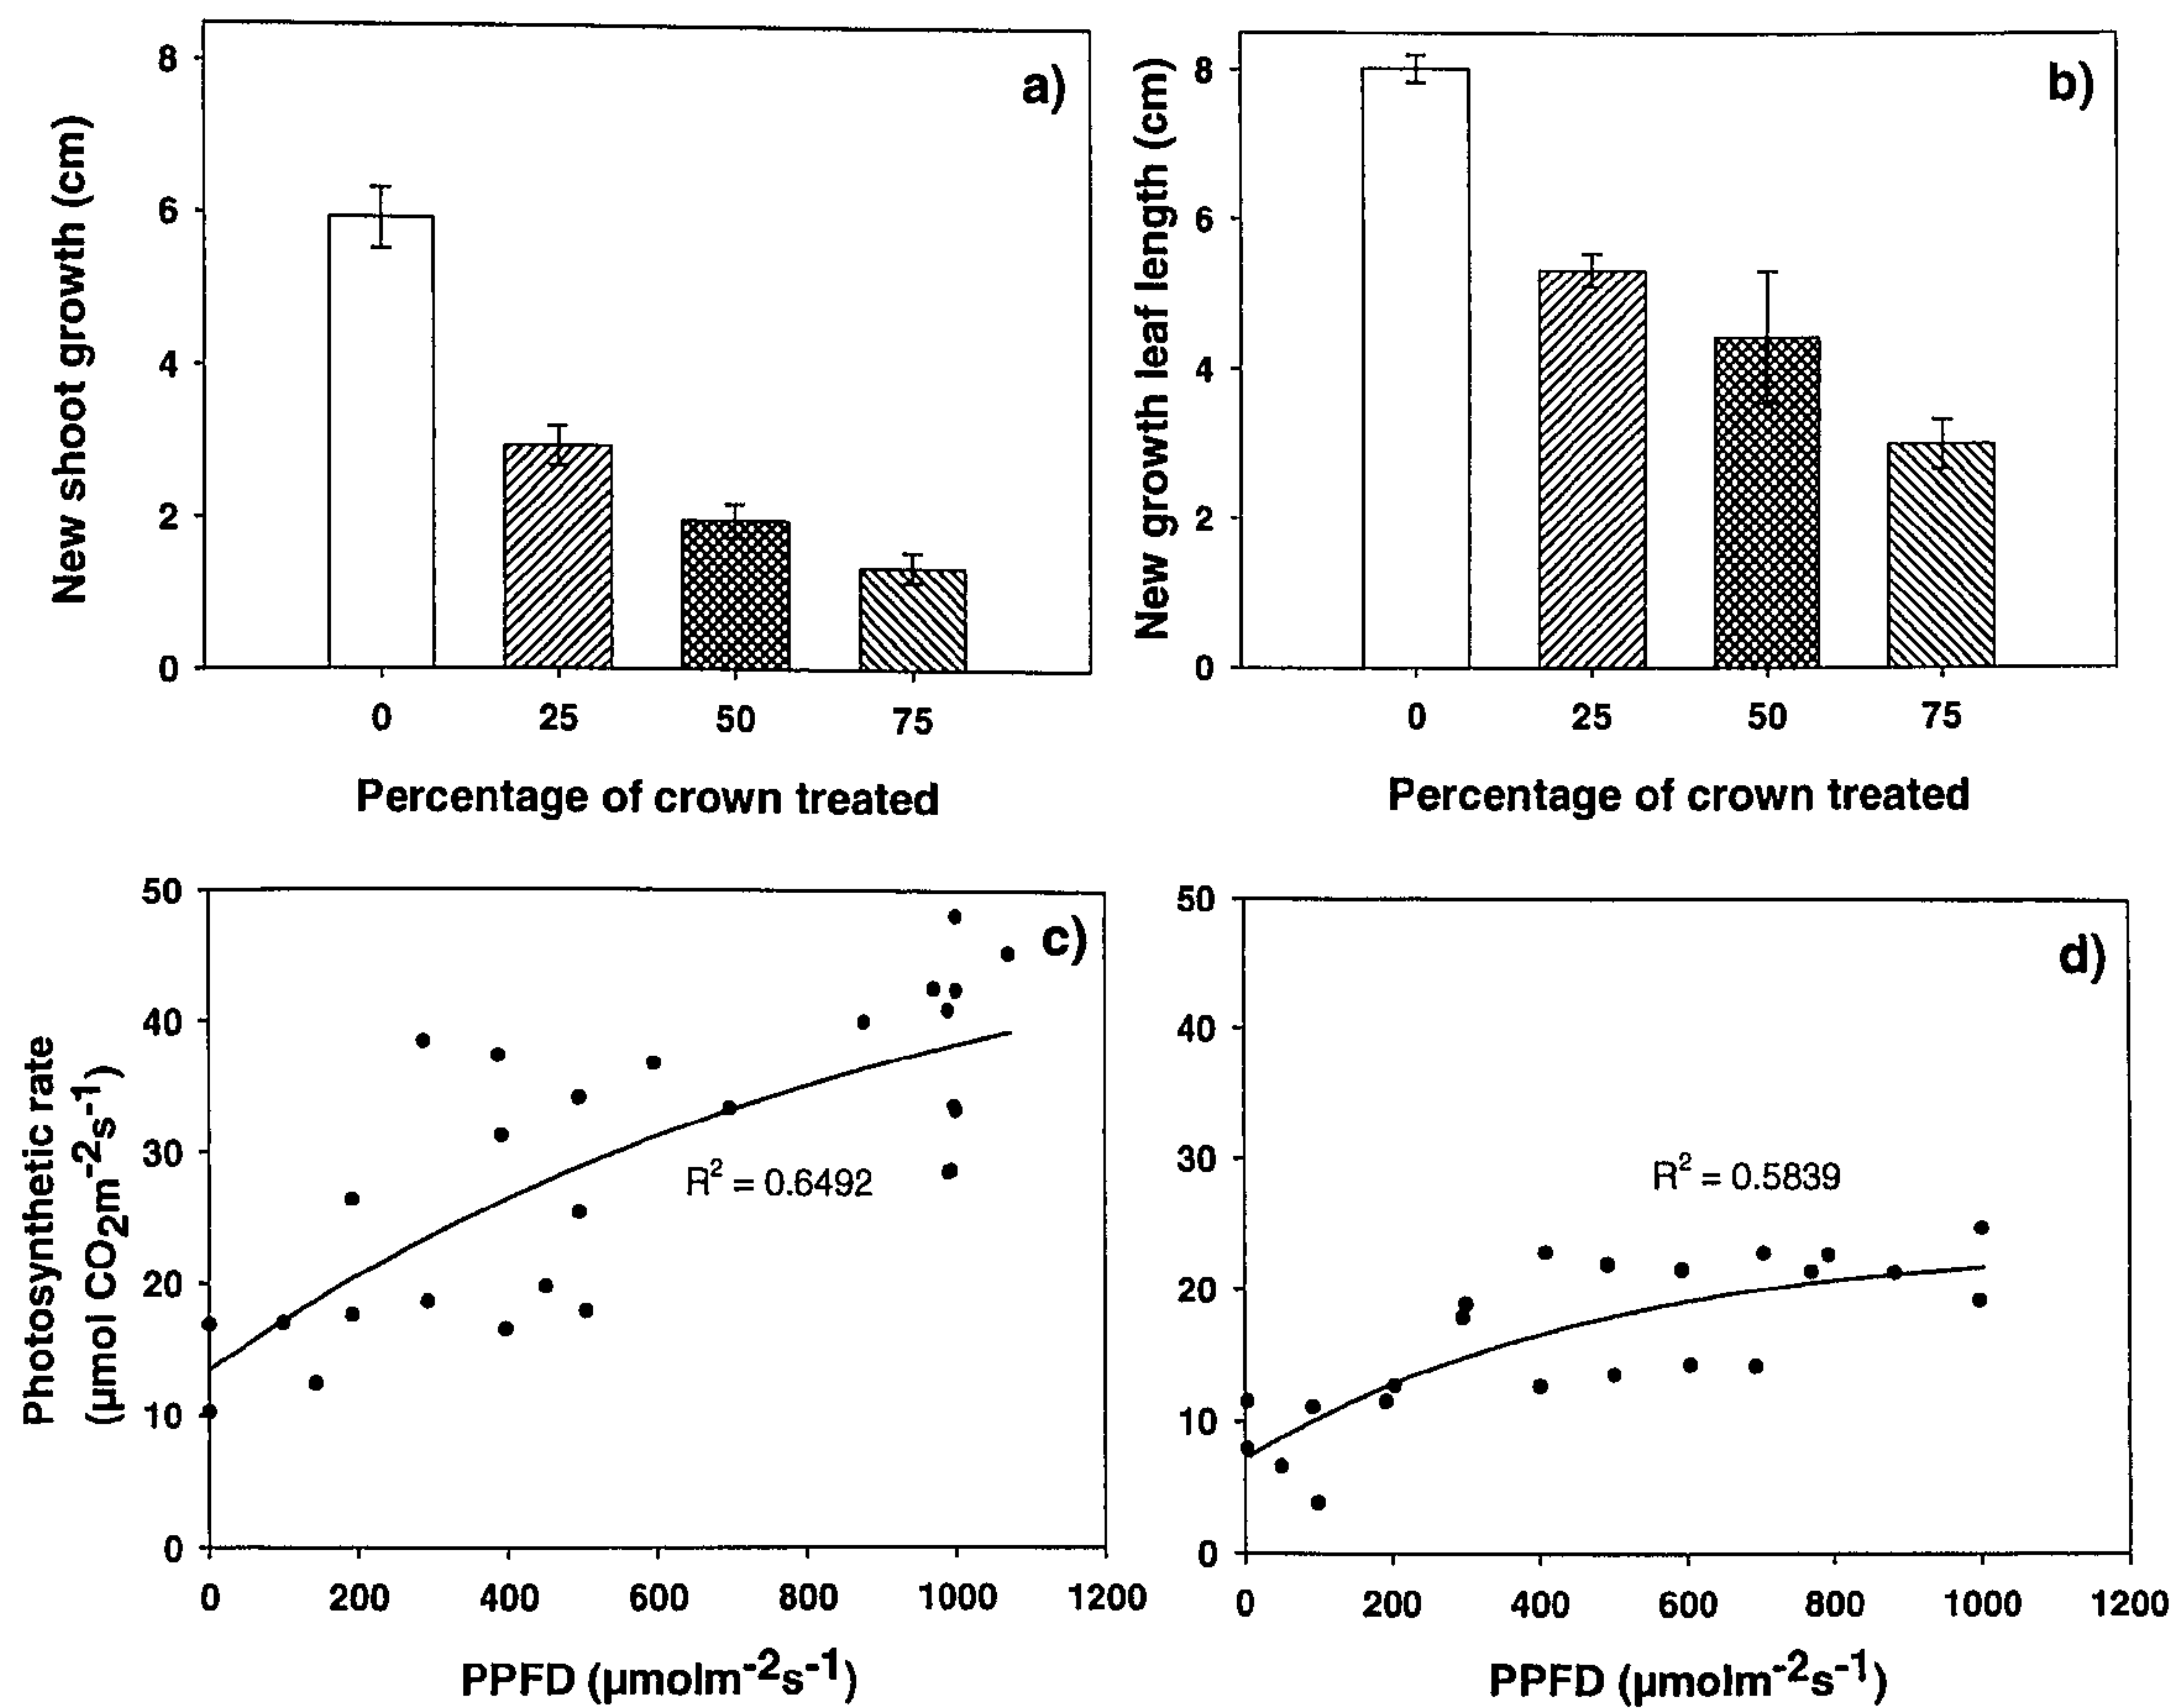 a)
New shoot growth (cm)
8
6
4
2
0
0 25 50 75
Percentage of crown treated
b)
New growth leaf length (cm)
8
6
4
2
0
0 25 50 75
Percentage of crown treated
c)
Photosynthetic rate
(µmol CO₂m⁻²s⁻¹)
50
40
30
20
10
0
R² = 0.6492
0 200 400 600 800 1000 1200
PPFD (µmolm⁻²s⁻¹)
d)
50
40
30
20
10
0
R² = 0.5839
0 200 400 600 800 1000 1200
PPFD (µmolm⁻²s⁻¹)